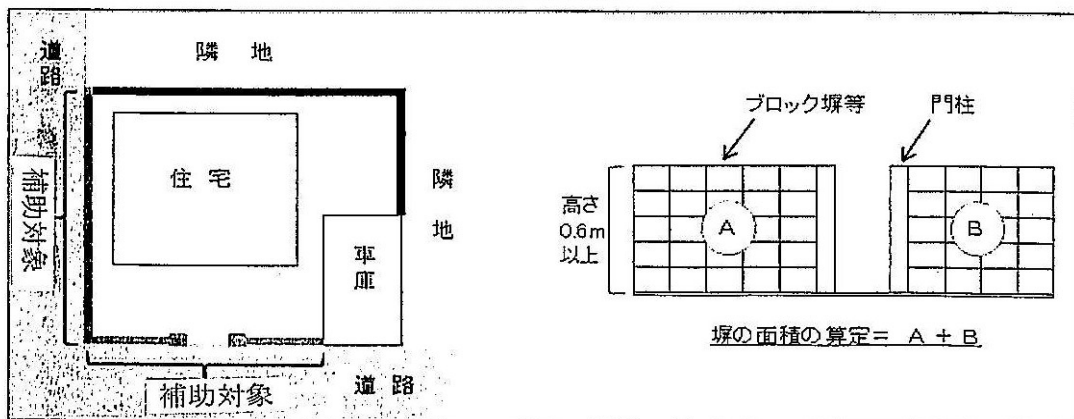 道路
隣 地
補助対象
住 宅
隣地
車庫
補助対象
道 路
ブロック塀等
門柱
高さ
0.6m
以上
A
B
塀の面積の算定= A + B